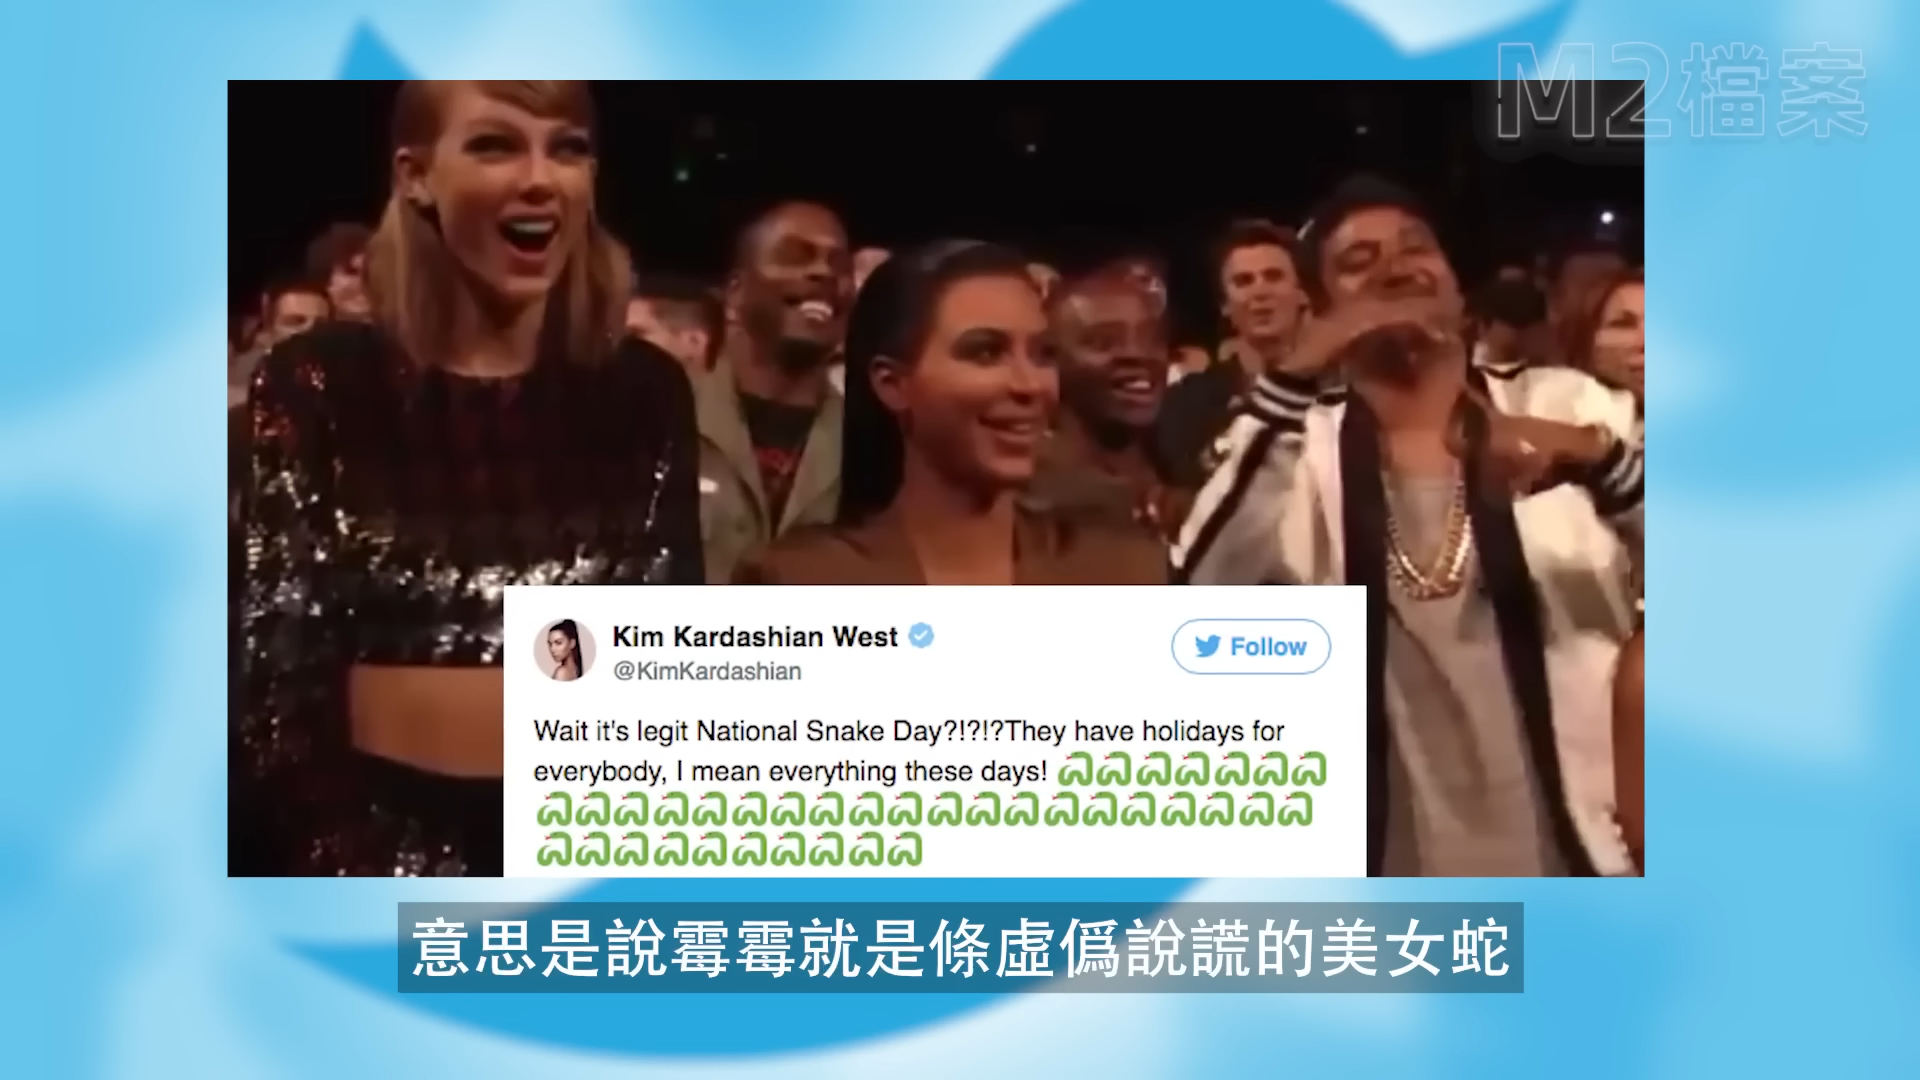 M2檔案
Kim Kardashian West
@KimKardashian
Follow
Wait it's legit National Snake Day?!?!?They have holidays for
everybody, I mean everything these days! 🐍🐍🐍🐍🐍🐍🐍
🐍🐍🐍🐍🐍🐍🐍🐍🐍🐍🐍🐍🐍🐍🐍🐍🐍🐍🐍🐍
🐍🐍🐍🐍🐍🐍🐍🐍🐍🐍
意思是說霉霉就是條虛僞說謊的美女蛇